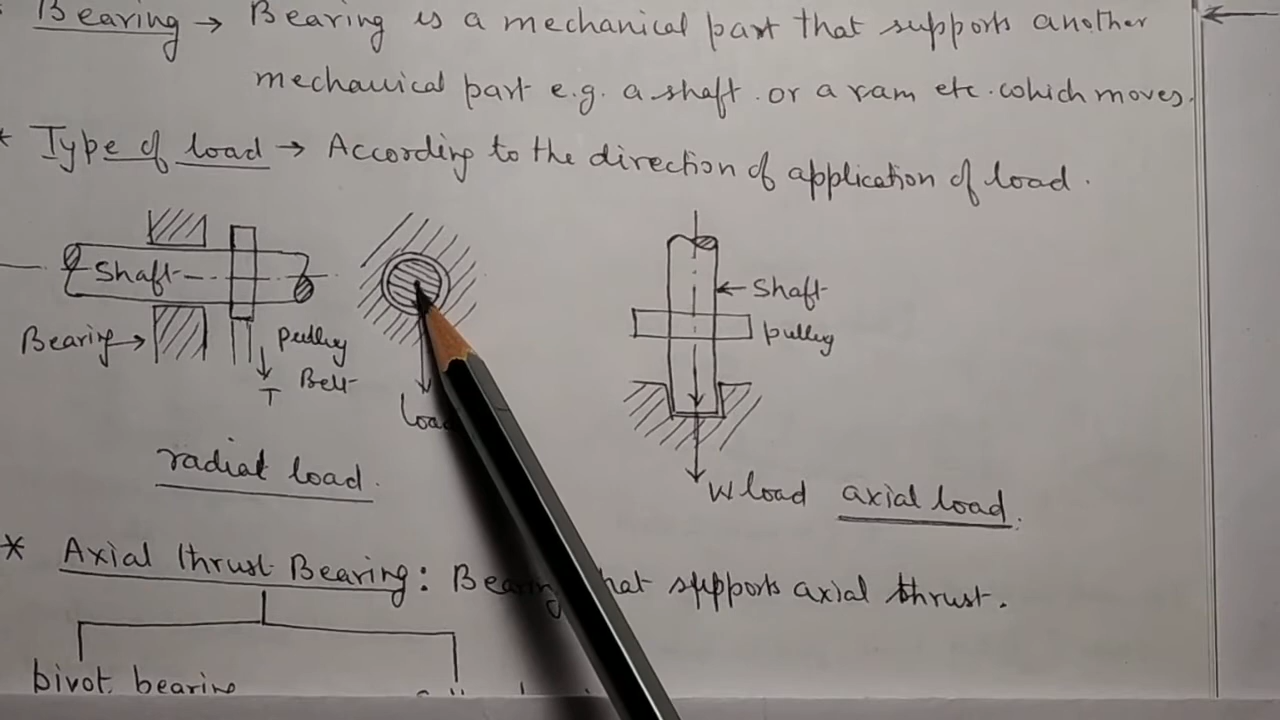 Bearing → Bearing is a mechanical part that supports another
mechanical part e.g. a shaft or a ram etc. which moves.
* Type of load → According to the direction of application of load.
Shaft
Bearing →
Pulley
Belt
T
load
radial load.
← Shaft
pulley
W load axial load.
* Axial thrust Bearing: Bearing that supports axial thrust.
pivot bearing